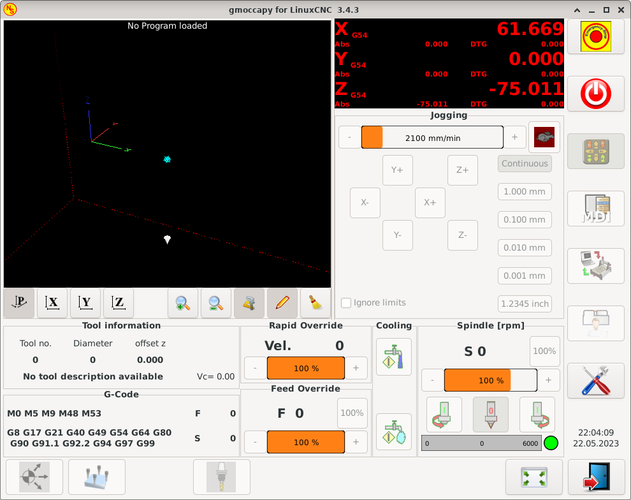 gmoccapy for LinuxCNC 3.4.3
No Program loaded
X G54 61.669
Abs 0.000 DTG 0.000
Y G54 0.000
Abs 0.000 DTG 0.000
Z G54 -75.011
Abs -75.011 DTG 0.000
Jogging
- 2100 mm/min +
Continuous
Y+ Z+
1.000 mm
X- X+
0.100 mm
Y- Z-
0.010 mm
0.001 mm
Ignore limits
1.2345 inch
MDI
P X Y Z
Tool information
Tool no. Diameter offset z
0 0 0.000
No tool description available Vc= 0.00
G-Code
M0 M5 M9 M48 M53 F 0
G8 G17 G21 G40 G49 G54 G64 G80
G90 G91.1 G92.2 G94 G97 G99
S 0
Rapid Override
Vel. 0
- 100 % +
Feed Override
F 0 100%
- 100 % +
Cooling
Spindle [rpm]
S 0 100%
- 100 % +
0 0 6000
22:04:09
22.05.2023